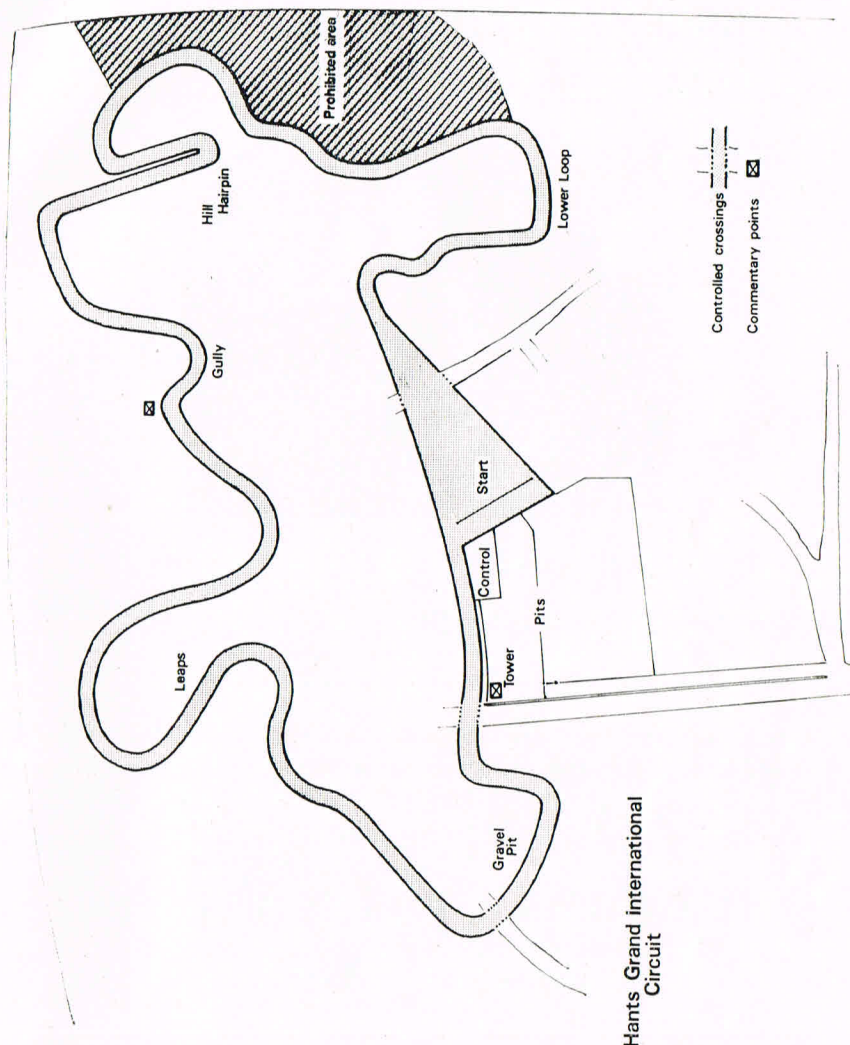 Prohibited area
Hill
Hairpin
Lower Loop
Gully
Controlled crossings
Commentary points
Start
Leaps
Control
Pits
Tower
Gravel
Pit
Hants Grand international
Circuit